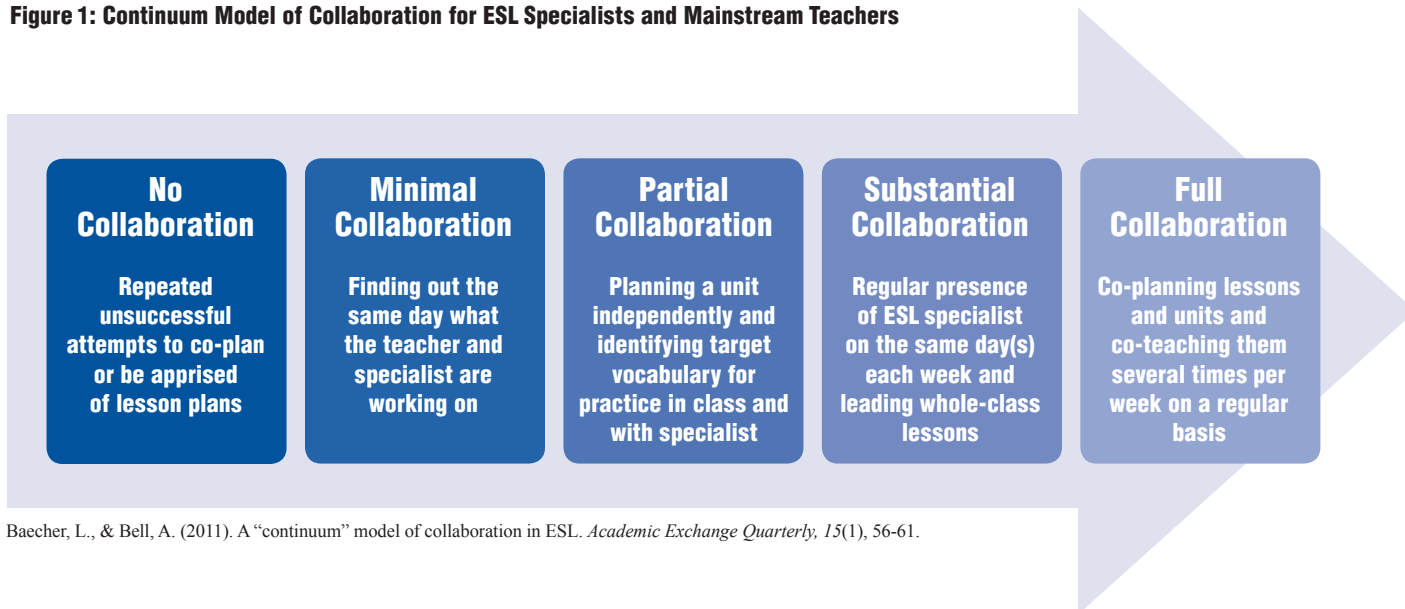 Figure 1: Continuum Model of Collaboration for ESL Specialists and Mainstream Teachers
No
Collaboration
Repeated
unsuccessful
attempts to co-plan
or be apprised
of lesson plans
Minimal
Collaboration
Finding out the
same day what
the teacher and
specialist are
working on
Partial
Collaboration
Planning a unit
independently and
identifying target
vocabulary for
practice in class and
with specialist
Substantial
Collaboration
Regular presence
of ESL specialist
on the same day(s)
each week and
leading whole-class
lessons
Full
Collaboration
Co-planning lessons
and units and
co-teaching them
several times per
week on a regular
basis
Baecher, L., & Bell, A. (2011). A “continuum” model of collaboration in ESL. Academic Exchange Quarterly, 15(1), 56-61.